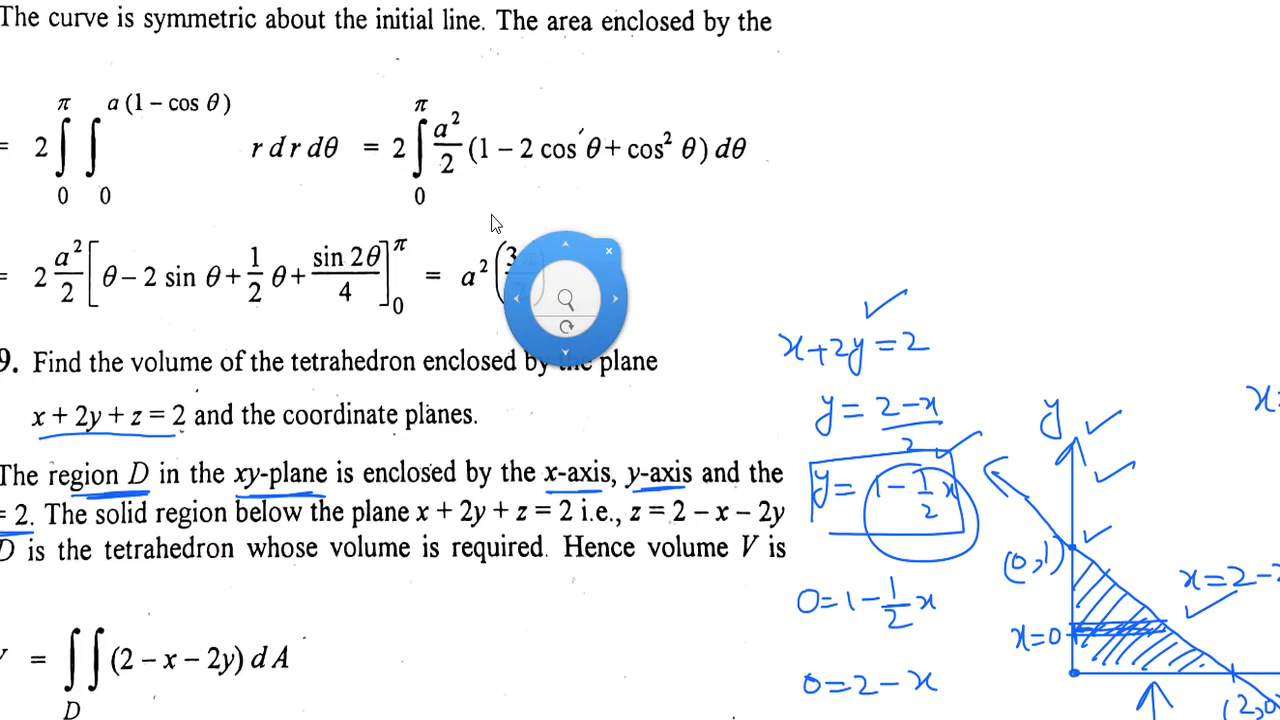 The curve is symmetric about the initial line. The area enclosed by the
= 2 ∫₀^π ∫₀^{a (1 – cos θ)} r d r dθ = 2 ∫₀^π a²/2 (1 – 2 cos θ + cos² θ) dθ
= 2 a²/2 [θ – 2 sin θ + 1/2 θ + sin 2θ/4]₀^π = a² (3
9. Find the volume of the tetrahedron enclosed by the plane
x + 2y + z = 2 and the coordinate planes.
The region D in the xy-plane is enclosed by the x-axis, y-axis and the
= 2. The solid region below the plane x + 2y + z = 2 i.e., z = 2 – x – 2y
D is the tetrahedron whose volume is required. Hence volume V is
= ∫∫ (2 – x – 2y) d A
D
x+2y=2
y = 2-x/2
y = 1 - 1/2 x
0=1-1/2 x
0=2-x
x=
y
(0,1)
x=2-
x=0
(2,0